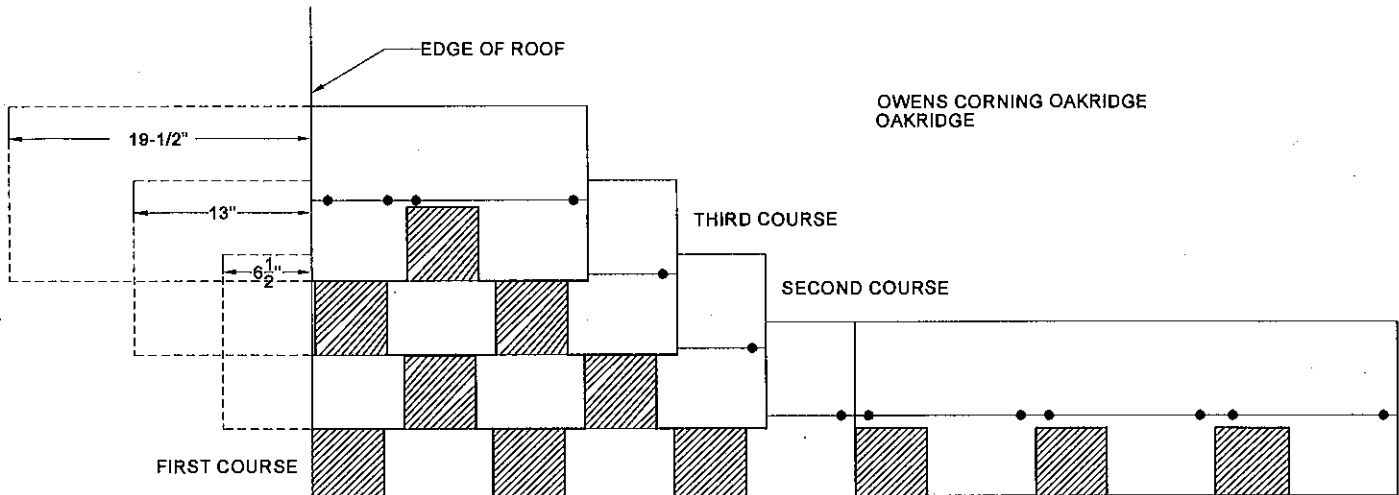 EDGE OF ROOF
OWENS CORNING OAKRIDGE
OAKRIDGE
19-1/2"
13"
THIRD COURSE
6 1/2"
SECOND COURSE
FIRST COURSE